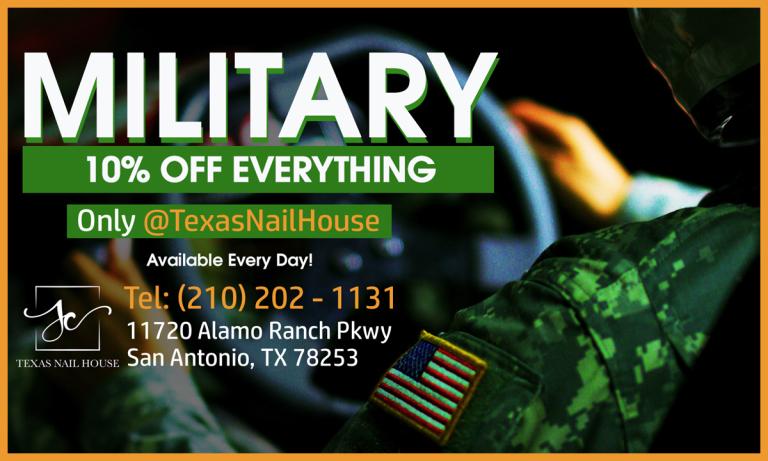 MILITARY
10% OFF EVERYTHING
Only @TexasNailHouse
Available Every Day!
Tel: (210) 202 - 1131
11720 Alamo Ranch Pkwy
San Antonio, TX 78253
JC
TEXAS NAIL HOUSE